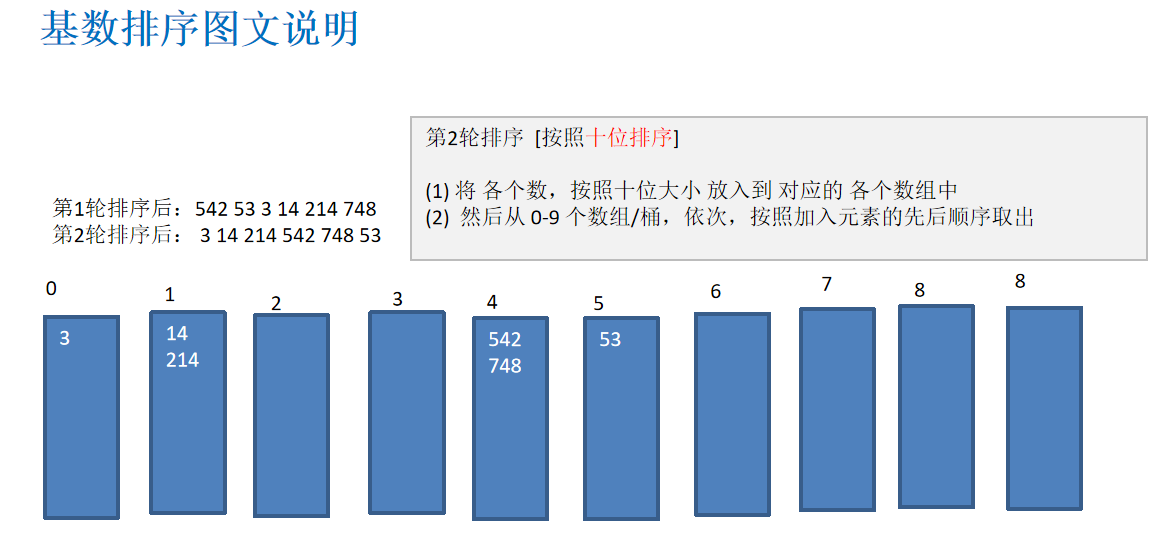 基数排序图文说明
第2轮排序 [按照十位排序]
(1) 将 各个数，按照十位大小 放入到 对应的 各个数组中
(2) 然后从 0-9 个数组/桶，依次，按照加入元素的先后顺序取出
第1轮排序后：542 53 3 14 214 748
第2轮排序后： 3 14 214 542 748 53
0 1 2 3 4 5 6 7 8 8
3 14 542 53
214 748